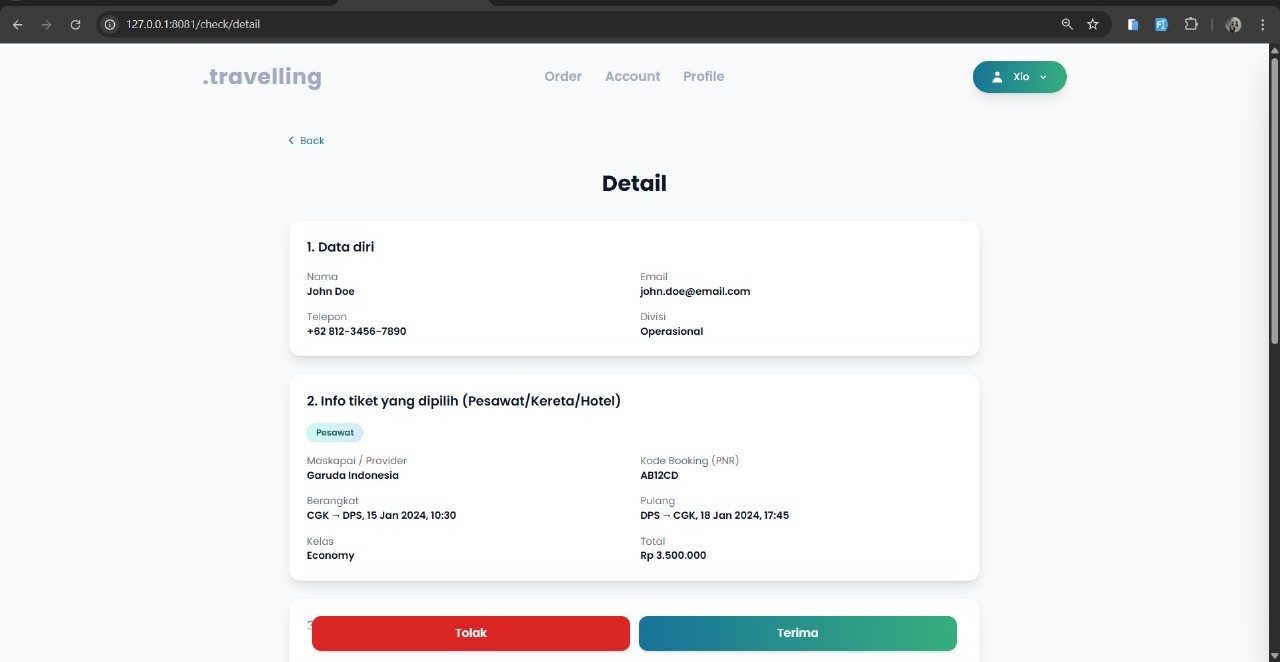 127.0.0.1:8081/check/detail
.travelling
Order Account Profile
Xio
Back
Detail
1. Data diri
Nama Email
John Doe john.doe@email.com
Telepon Divisi
+62 812-3456-7890 Operasional
2. Info tiket yang dipilih (Pesawat/Kereta/Hotel)
Pesawat
Maskapai / Provider Kode Booking (PNR)
Garuda Indonesia AB12CD
Berangkat Pulang
CGK → DPS, 15 Jan 2024, 10:30 DPS → CGK, 18 Jan 2024, 17:45
Kelas Total
Economy Rp 3.500.000
Tolak Terima